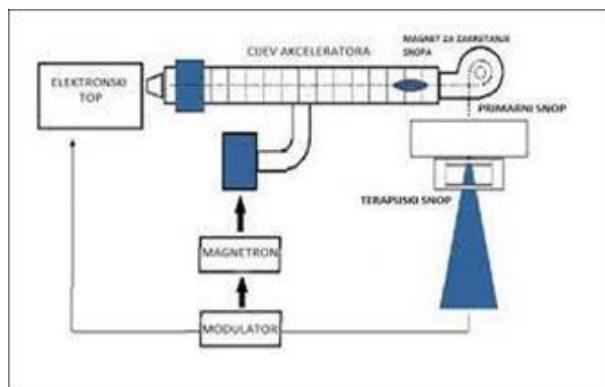 CIJEV AKCELERATORA
MAGNET ZA ZAKRETANJE
SNOPA
ELEKTRONSKI
TOP
PRIMARNI SNOP
TERAPIJSKI SNOP
MAGNETRON
MODULATOR